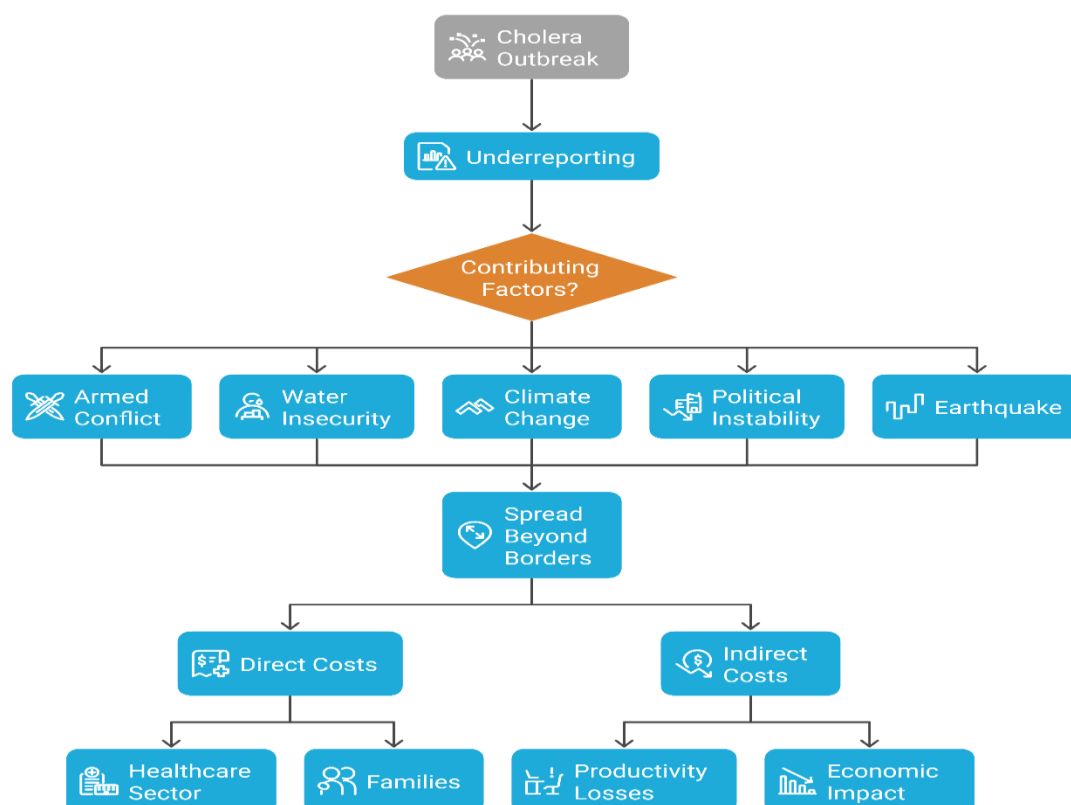 Cholera
Outbreak
Underreporting
Contributing
Factors?
Armed
Conflict
Water
Insecurity
Climate
Change
Political
Instability
Earthquake
Spread
Beyond
Borders
Direct Costs
Indirect
Costs
Healthcare
Sector
Families
Productivity
Losses
Economic
Impact